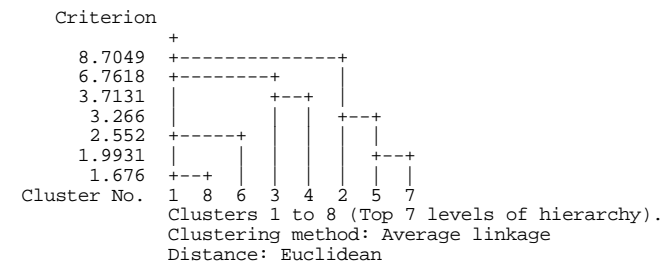 Criterion
8.7049
6.7618
3.7131
3.266
2.552
1.9931
1.676
Cluster No. 1 8 6 3 4 2 5 7
Clusters 1 to 8 (Top 7 levels of hierarchy).
Clustering method: Average linkage
Distance: Euclidean